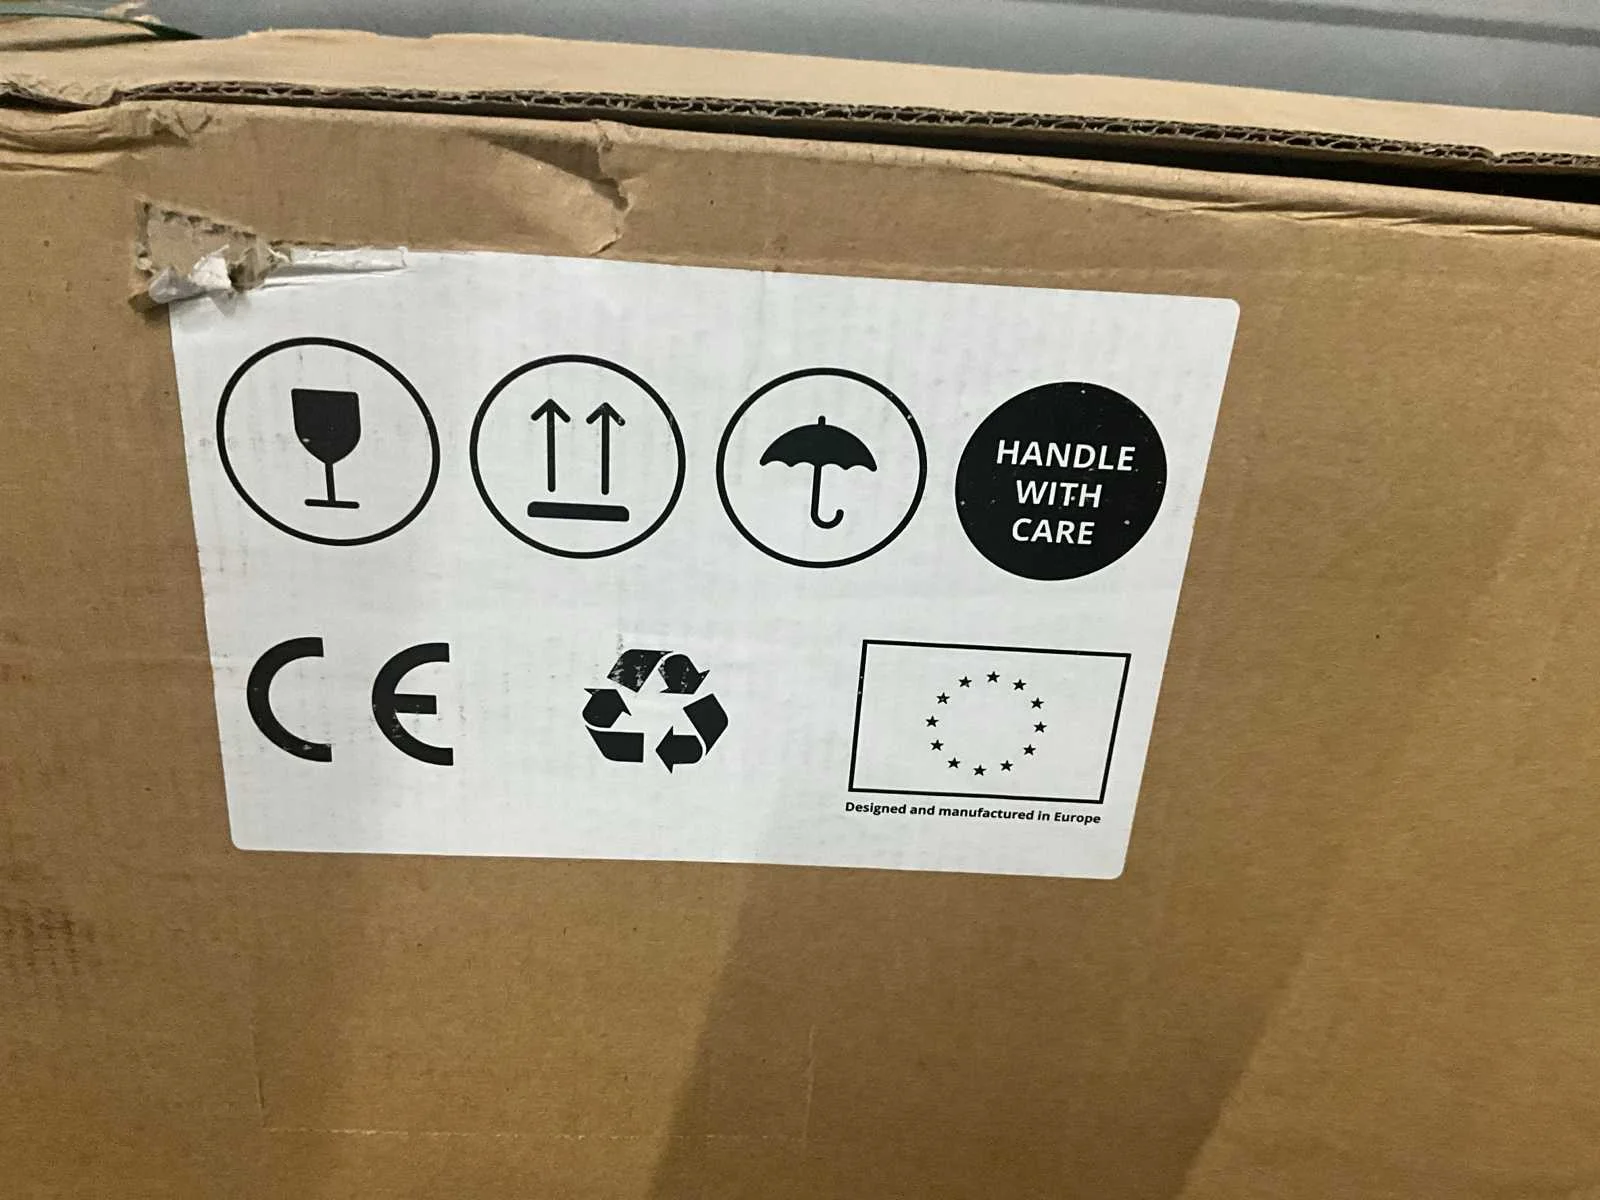 HANDLE
WITH
CARE
CE
Designed and manufactured in Europe